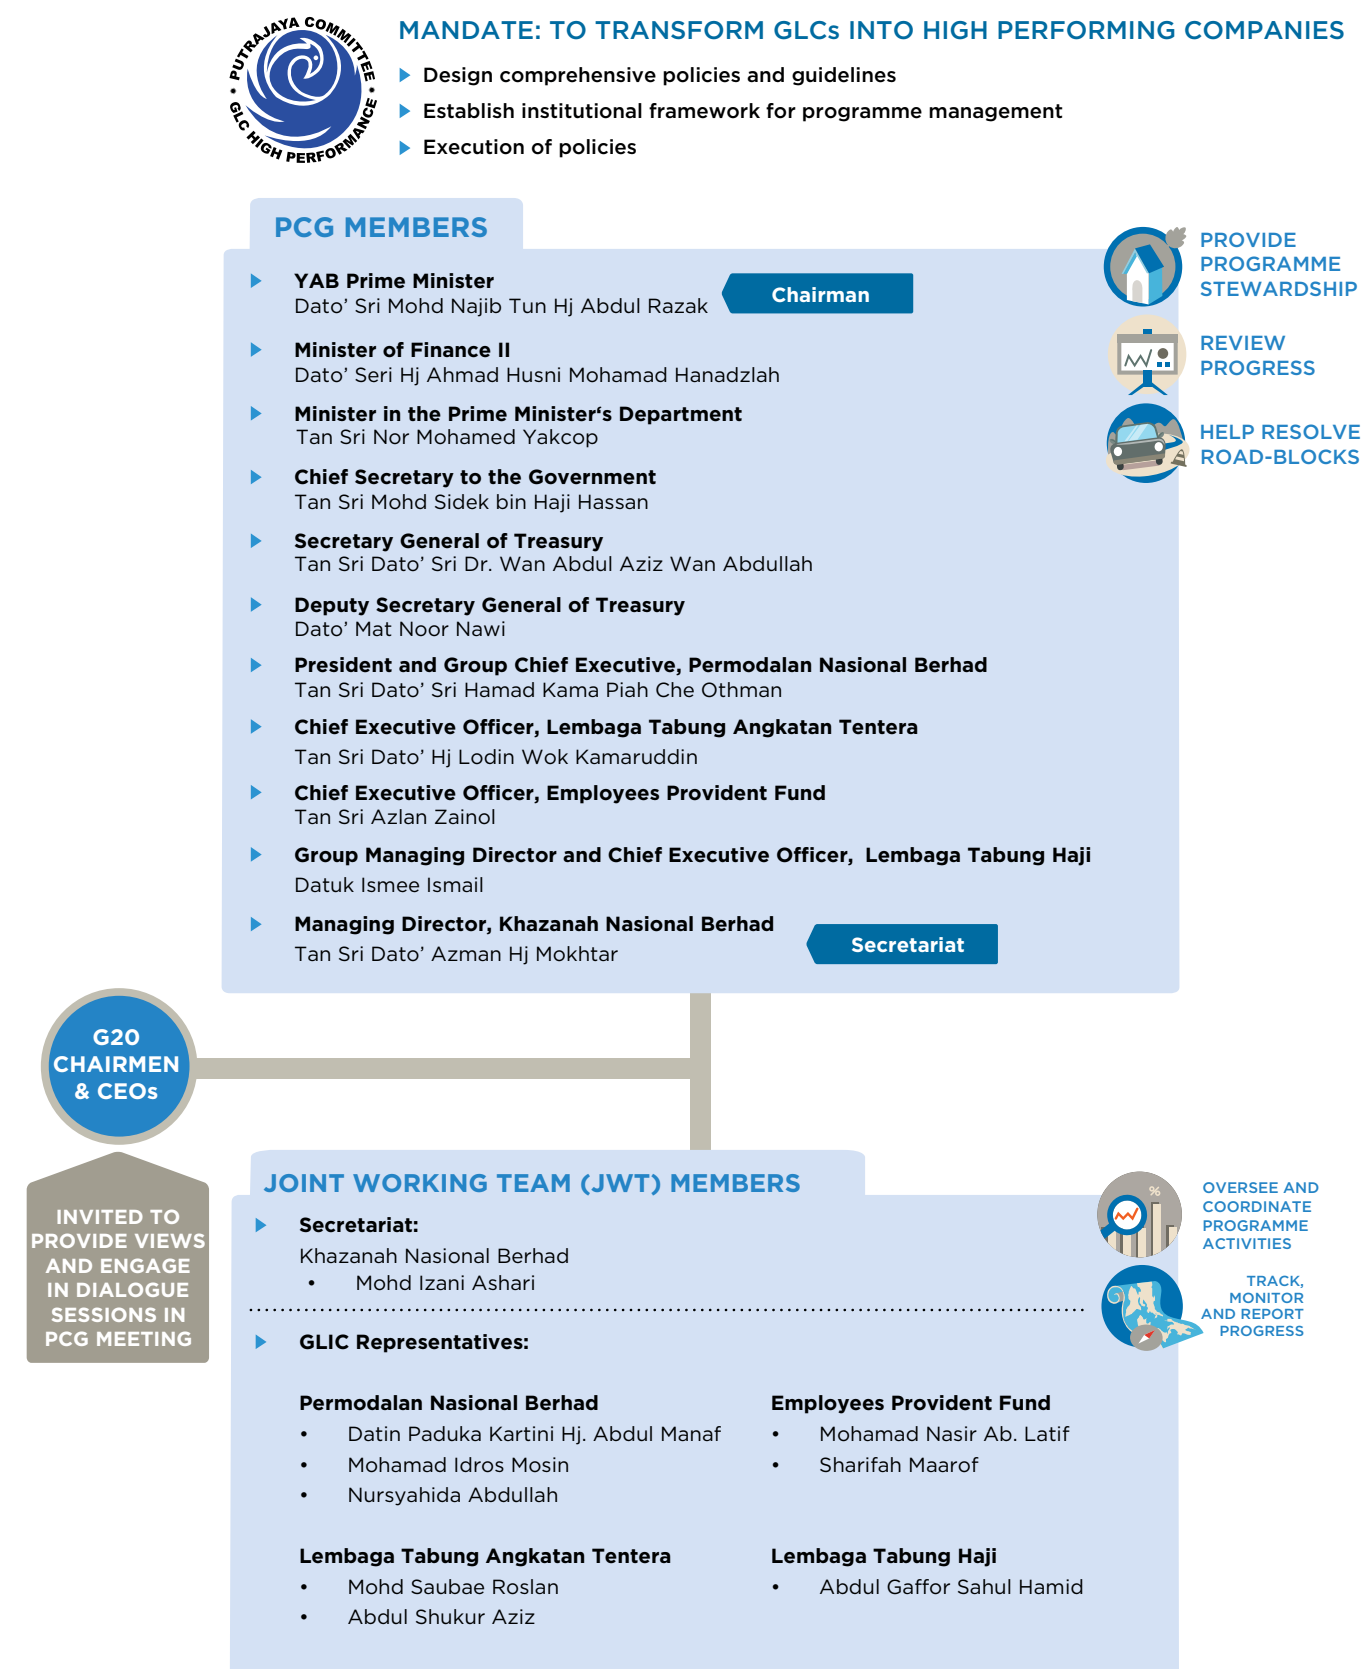 PUTRAJAYA COMMITTEE
GLC HIGH PERFORMANCE
MANDATE: TO TRANSFORM GLCs INTO HIGH PERFORMING COMPANIES
Design comprehensive policies and guidelines
Establish institutional framework for programme management
Execution of policies
PCG MEMBERS
YAB Prime Minister
Dato’ Sri Mohd Najib Tun Hj Abdul Razak
Chairman
Minister of Finance II
Dato’ Seri Hj Ahmad Husni Mohamad Hanadzlah
Minister in the Prime Minister‘s Department
Tan Sri Nor Mohamed Yakcop
Chief Secretary to the Government
Tan Sri Mohd Sidek bin Haji Hassan
Secretary General of Treasury
Tan Sri Dato’ Sri Dr. Wan Abdul Aziz Wan Abdullah
Deputy Secretary General of Treasury
Dato’ Mat Noor Nawi
President and Group Chief Executive, Permodalan Nasional Berhad
Tan Sri Dato’ Sri Hamad Kama Piah Che Othman
Chief Executive Officer, Lembaga Tabung Angkatan Tentera
Tan Sri Dato’ Hj Lodin Wok Kamaruddin
Chief Executive Officer, Employees Provident Fund
Tan Sri Azlan Zainol
Group Managing Director and Chief Executive Officer, Lembaga Tabung Haji
Datuk Ismee Ismail
Managing Director, Khazanah Nasional Berhad
Tan Sri Dato’ Azman Hj Mokhtar
Secretariat
PROVIDE
PROGRAMME
STEWARDSHIP
REVIEW
PROGRESS
HELP RESOLVE
ROAD-BLOCKS
G20
CHAIRMEN
& CEOs
INVITED TO
PROVIDE VIEWS
AND ENGAGE
IN DIALOGUE
SESSIONS IN
PCG MEETING
JOINT WORKING TEAM (JWT) MEMBERS
Secretariat:
Khazanah Nasional Berhad
• Mohd Izani Ashari
GLIC Representatives:
Permodalan Nasional Berhad
• Datin Paduka Kartini Hj. Abdul Manaf
• Mohamad Idros Mosin
• Nursyahida Abdullah
Employees Provident Fund
• Mohamad Nasir Ab. Latif
• Sharifah Maarof
Lembaga Tabung Angkatan Tentera
• Mohd Saubae Roslan
• Abdul Shukur Aziz
Lembaga Tabung Haji
• Abdul Gaffor Sahul Hamid
%
OVERSEE AND
COORDINATE
PROGRAMME
ACTIVITIES
TRACK,
MONITOR
AND REPORT
PROGRESS